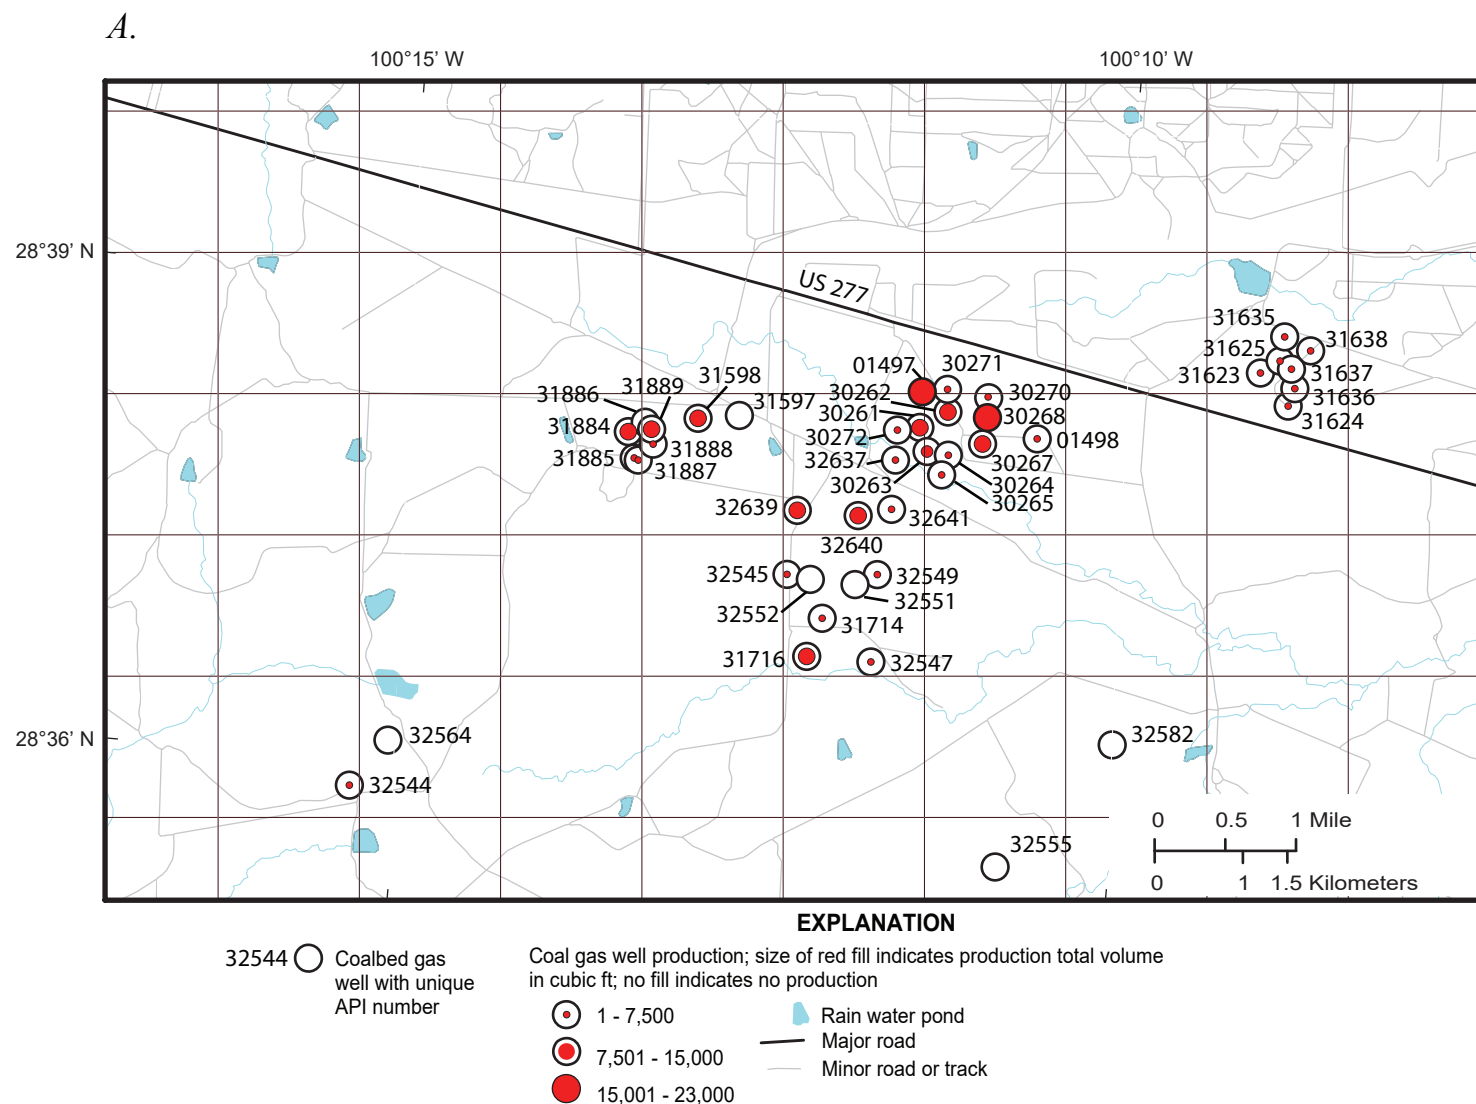 A.
100°15' W
100°10' W
28°39' N
US 277
31635
31638
31625
31623
31637
31636
31624
01497
30271
30262
30270
30261
30268
30272
01498
32637
30267
30263
30264
30265
31886
31889
31598
31597
31884
31888
31885
31887
32639
32641
32640
32545
32549
32552
32551
31714
31716
32547
28°36' N
32564
32582
32544
32555
0 0.5 1 Mile
0 1 1.5 Kilometers
EXPLANATION
32544
Coalbed gas
well with unique
API number
Coal gas well production; size of red fill indicates production total volume
in cubic ft; no fill indicates no production
1 - 7,500
7,501 - 15,000
15,001 - 23,000
Rain water pond
Major road
Minor road or track